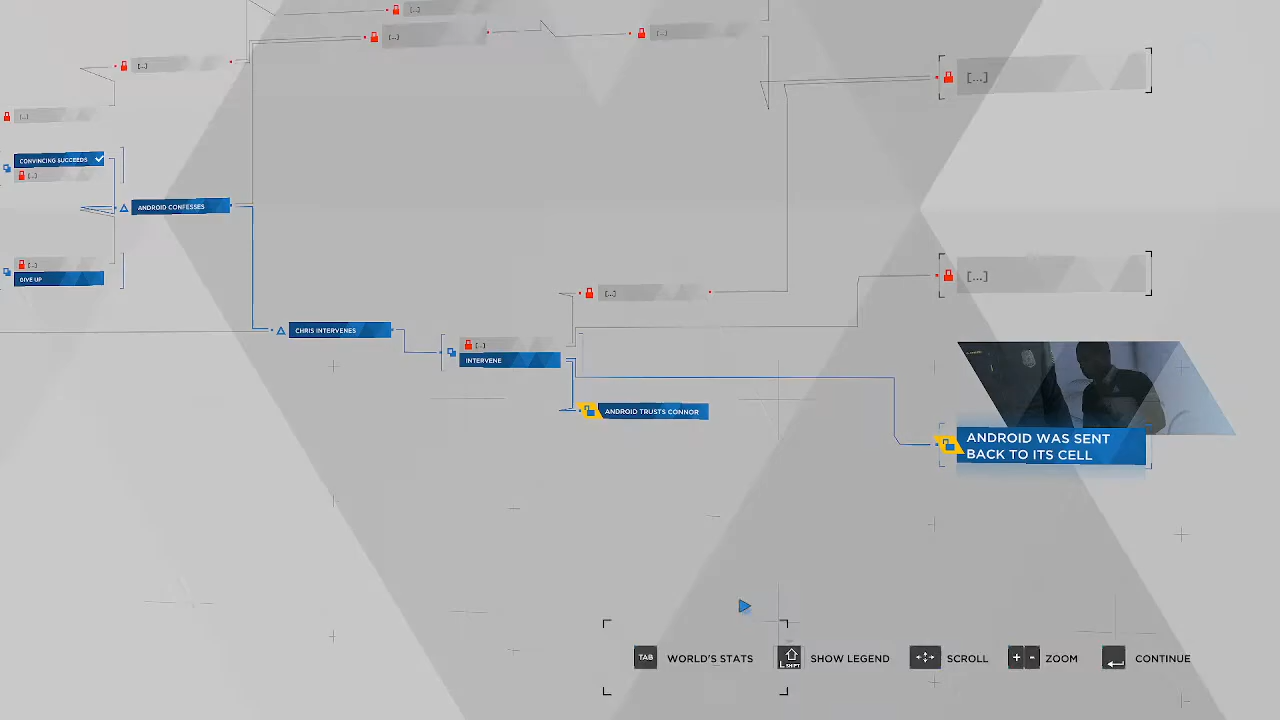 [...]
[...]
[...]
[...]
[...]
[...]
CONVINCING SUCCEEDS
[...]
ANDROID CONFESSES
[...]
GIVE UP
[...]
[...]
CHRIS INTERVENES
[...]
INTERVENE
ANDROID TRUSTS CONNOR
ANDROID WAS SENT
BACK TO ITS CELL
TAB WORLD'S STATS
L SHIFT SHOW LEGEND
SCROLL
+ - ZOOM
CONTINUE